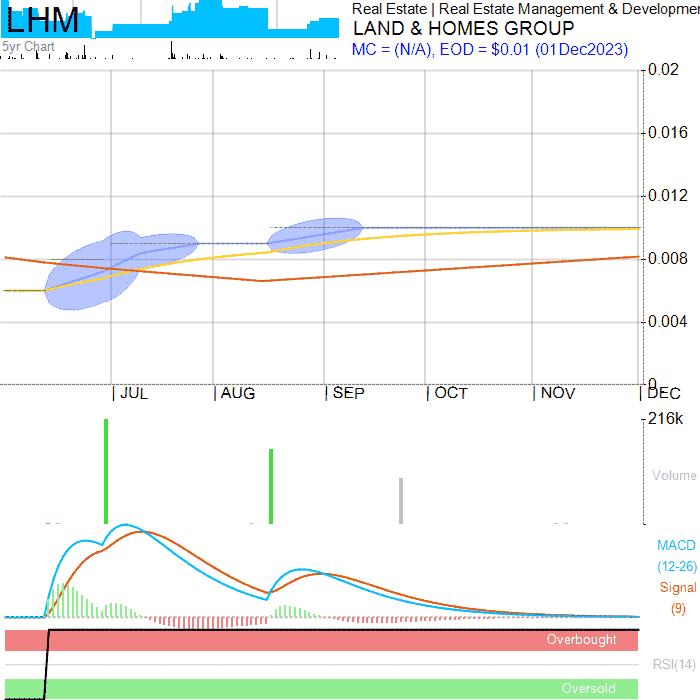 LHM
5yr Chart
Real Estate | Real Estate Management & Developmen
LAND & HOMES GROUP
MC = (N/A), EOD = $0.01 (01Dec2023)
0.02
0.016
0.012
0.008
0.004
0
JUL AUG SEP OCT NOV DEC
216k
Volume
MACD
(12-26)
Signal
(9)
Overbought
RSI(14)
Oversold